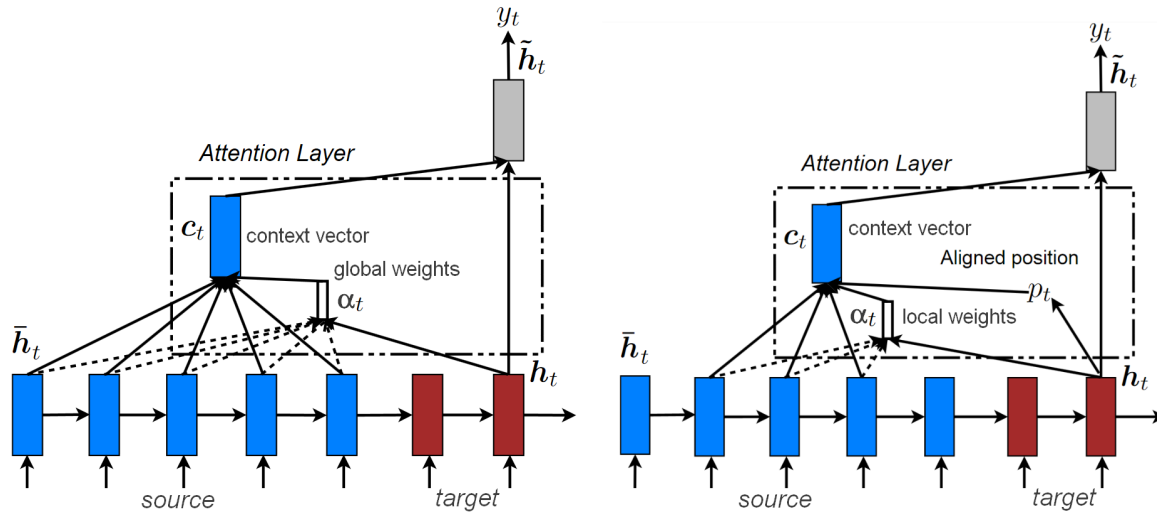 y_t
h̃_t
Attention Layer
c_t
context vector
global weights
α_t
h̄_t
h_t
source
target
y_t
h̃_t
Attention Layer
c_t
context vector
Aligned position
p_t
α_t
local weights
h̄_t
h_t
source
target